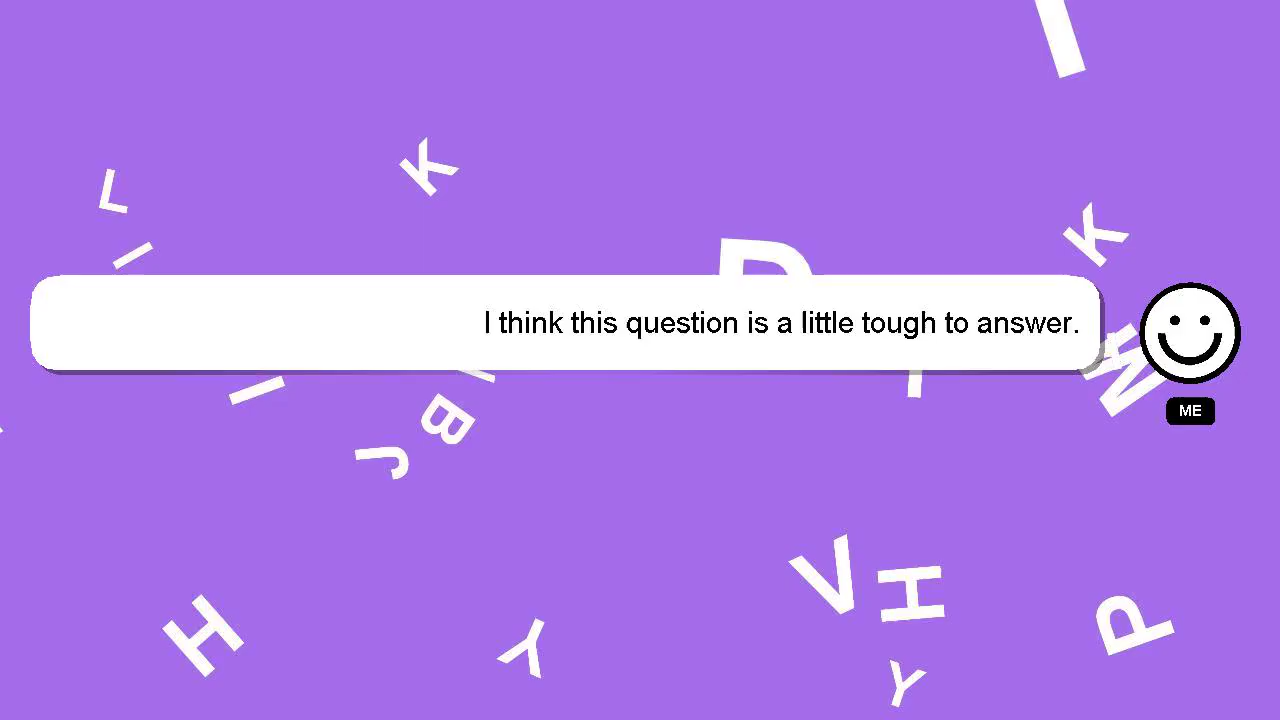 I
K
L
K
I
D
I think this question is a little tough to answer.
M
ME
I
B
J
V
H
H
P
Y
Y